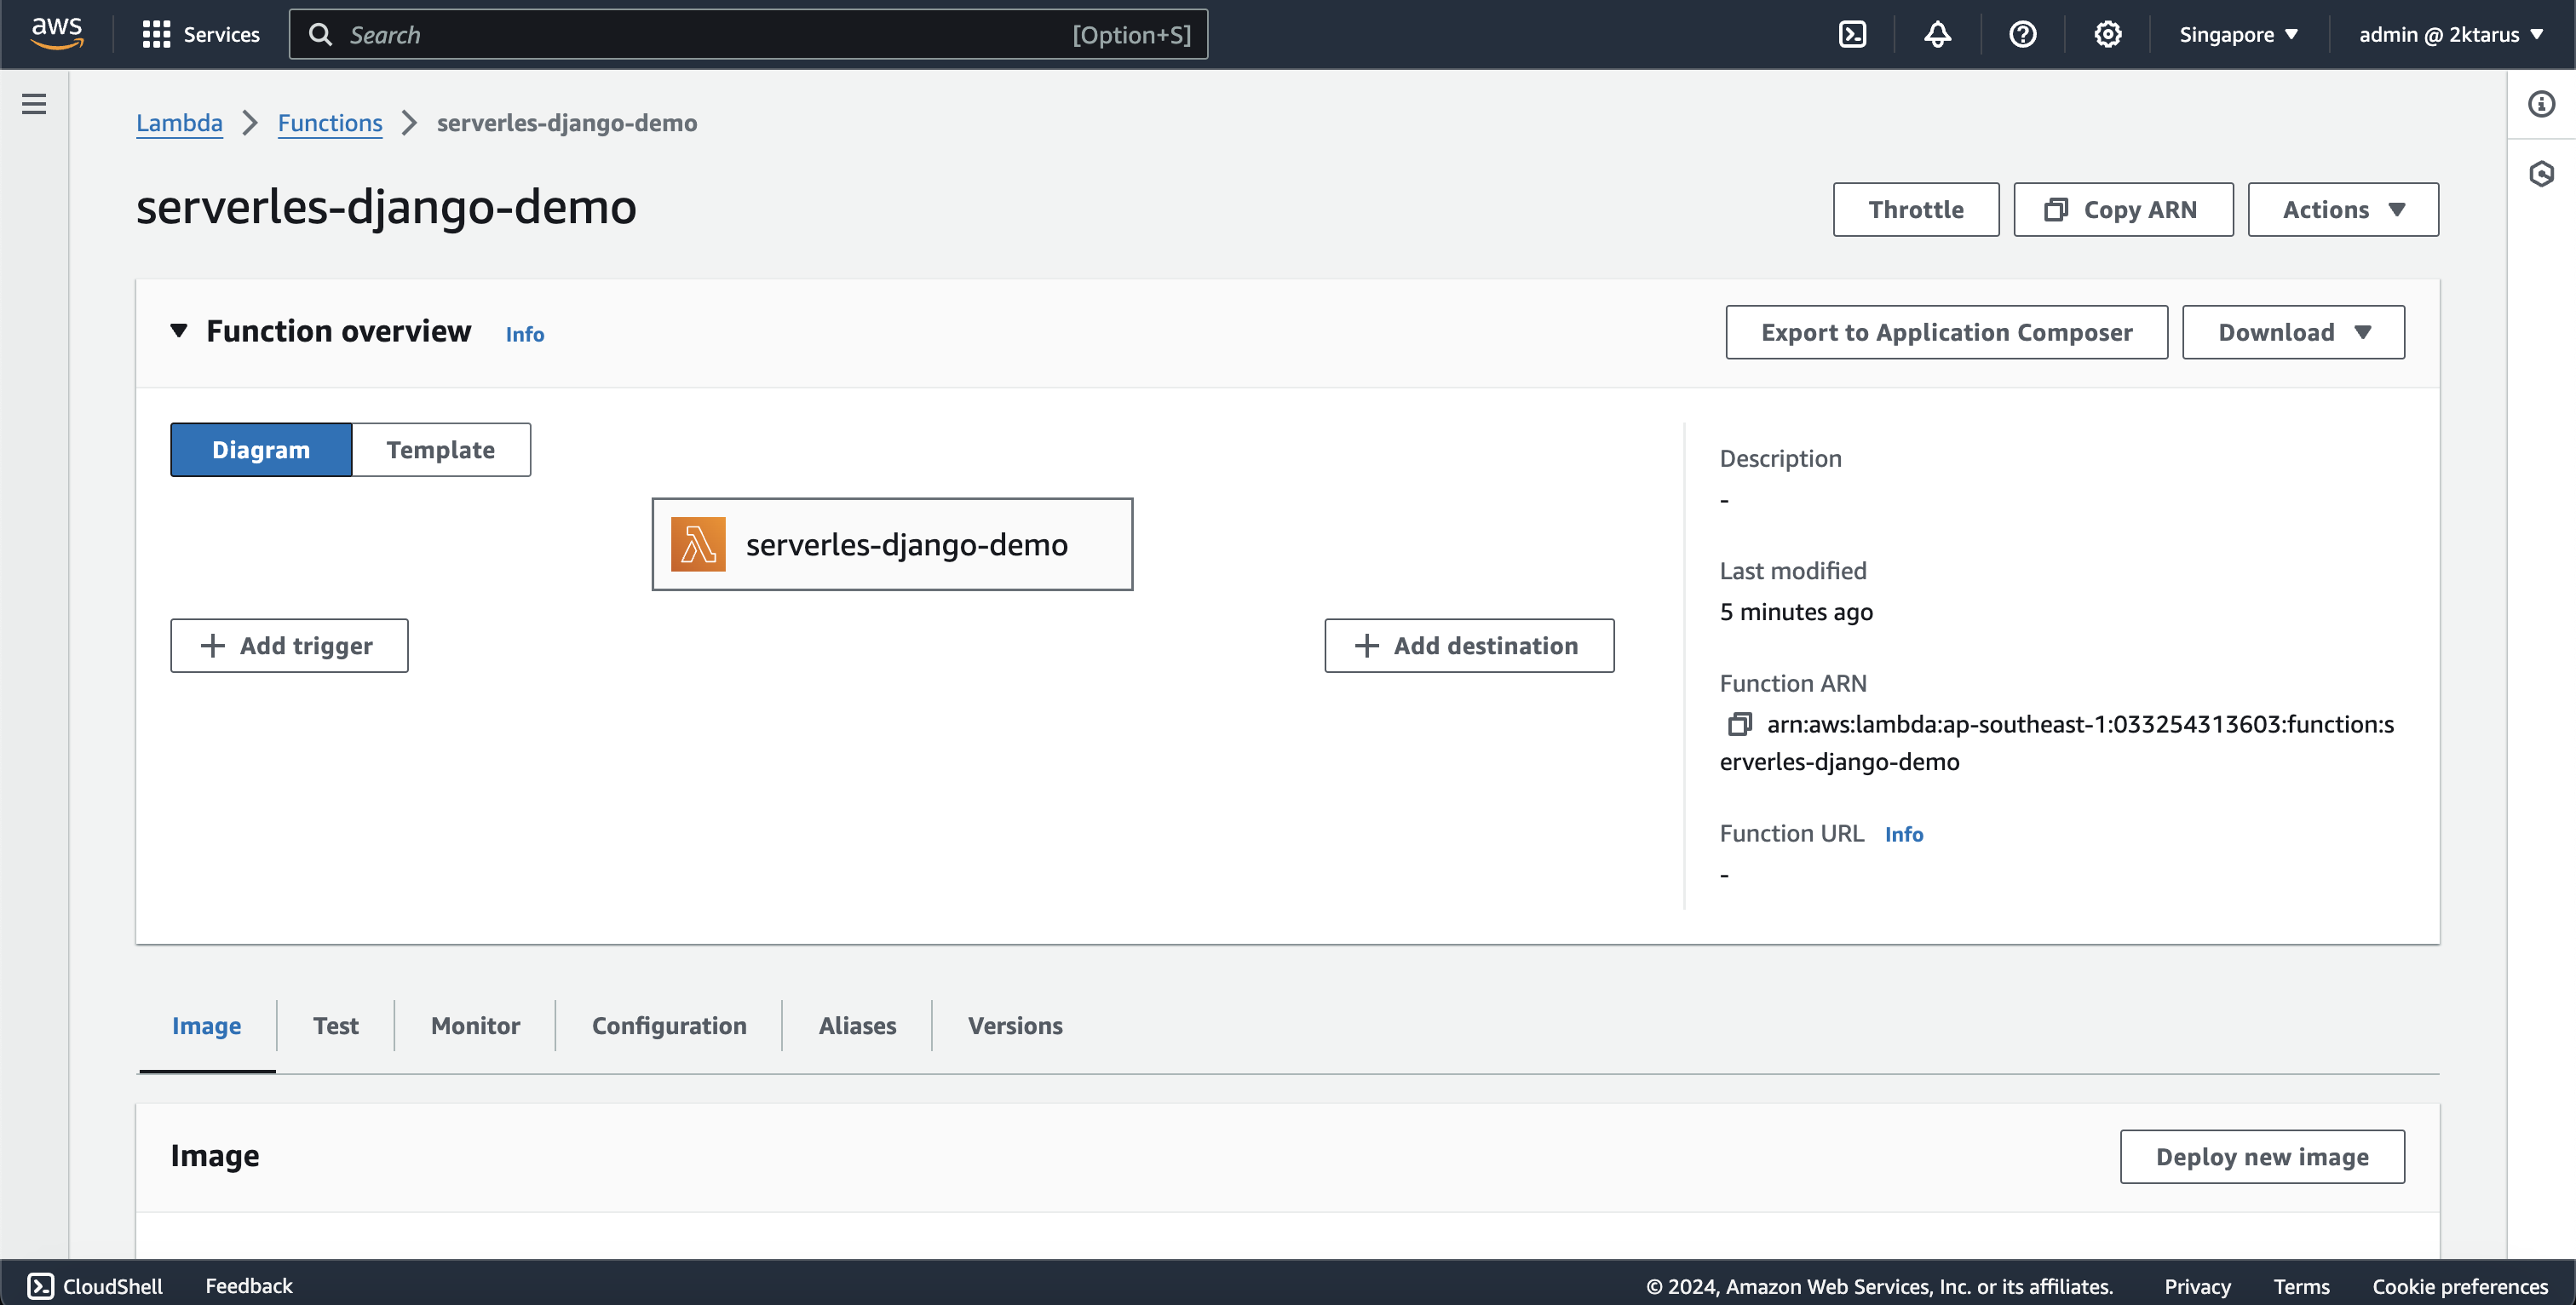 aws Services Search [Option+S] Singapore ▼ admin @ 2ktarus ▼
Lambda > Functions > serverles-django-demo
serverles-django-demo
Throttle Copy ARN Actions ▼
▼ Function overview Info
Export to Application Composer Download ▼
Diagram Template
serverles-django-demo
+ Add trigger
+ Add destination
Description
-
Last modified
5 minutes ago
Function ARN
arn:aws:lambda:ap-southeast-1:033254313603:function:s
erverles-django-demo
Function URL Info
-
Image Test Monitor Configuration Aliases Versions
Image
Deploy new image
CloudShell Feedback © 2024, Amazon Web Services, Inc. or its affiliates. Privacy Terms Cookie preferences